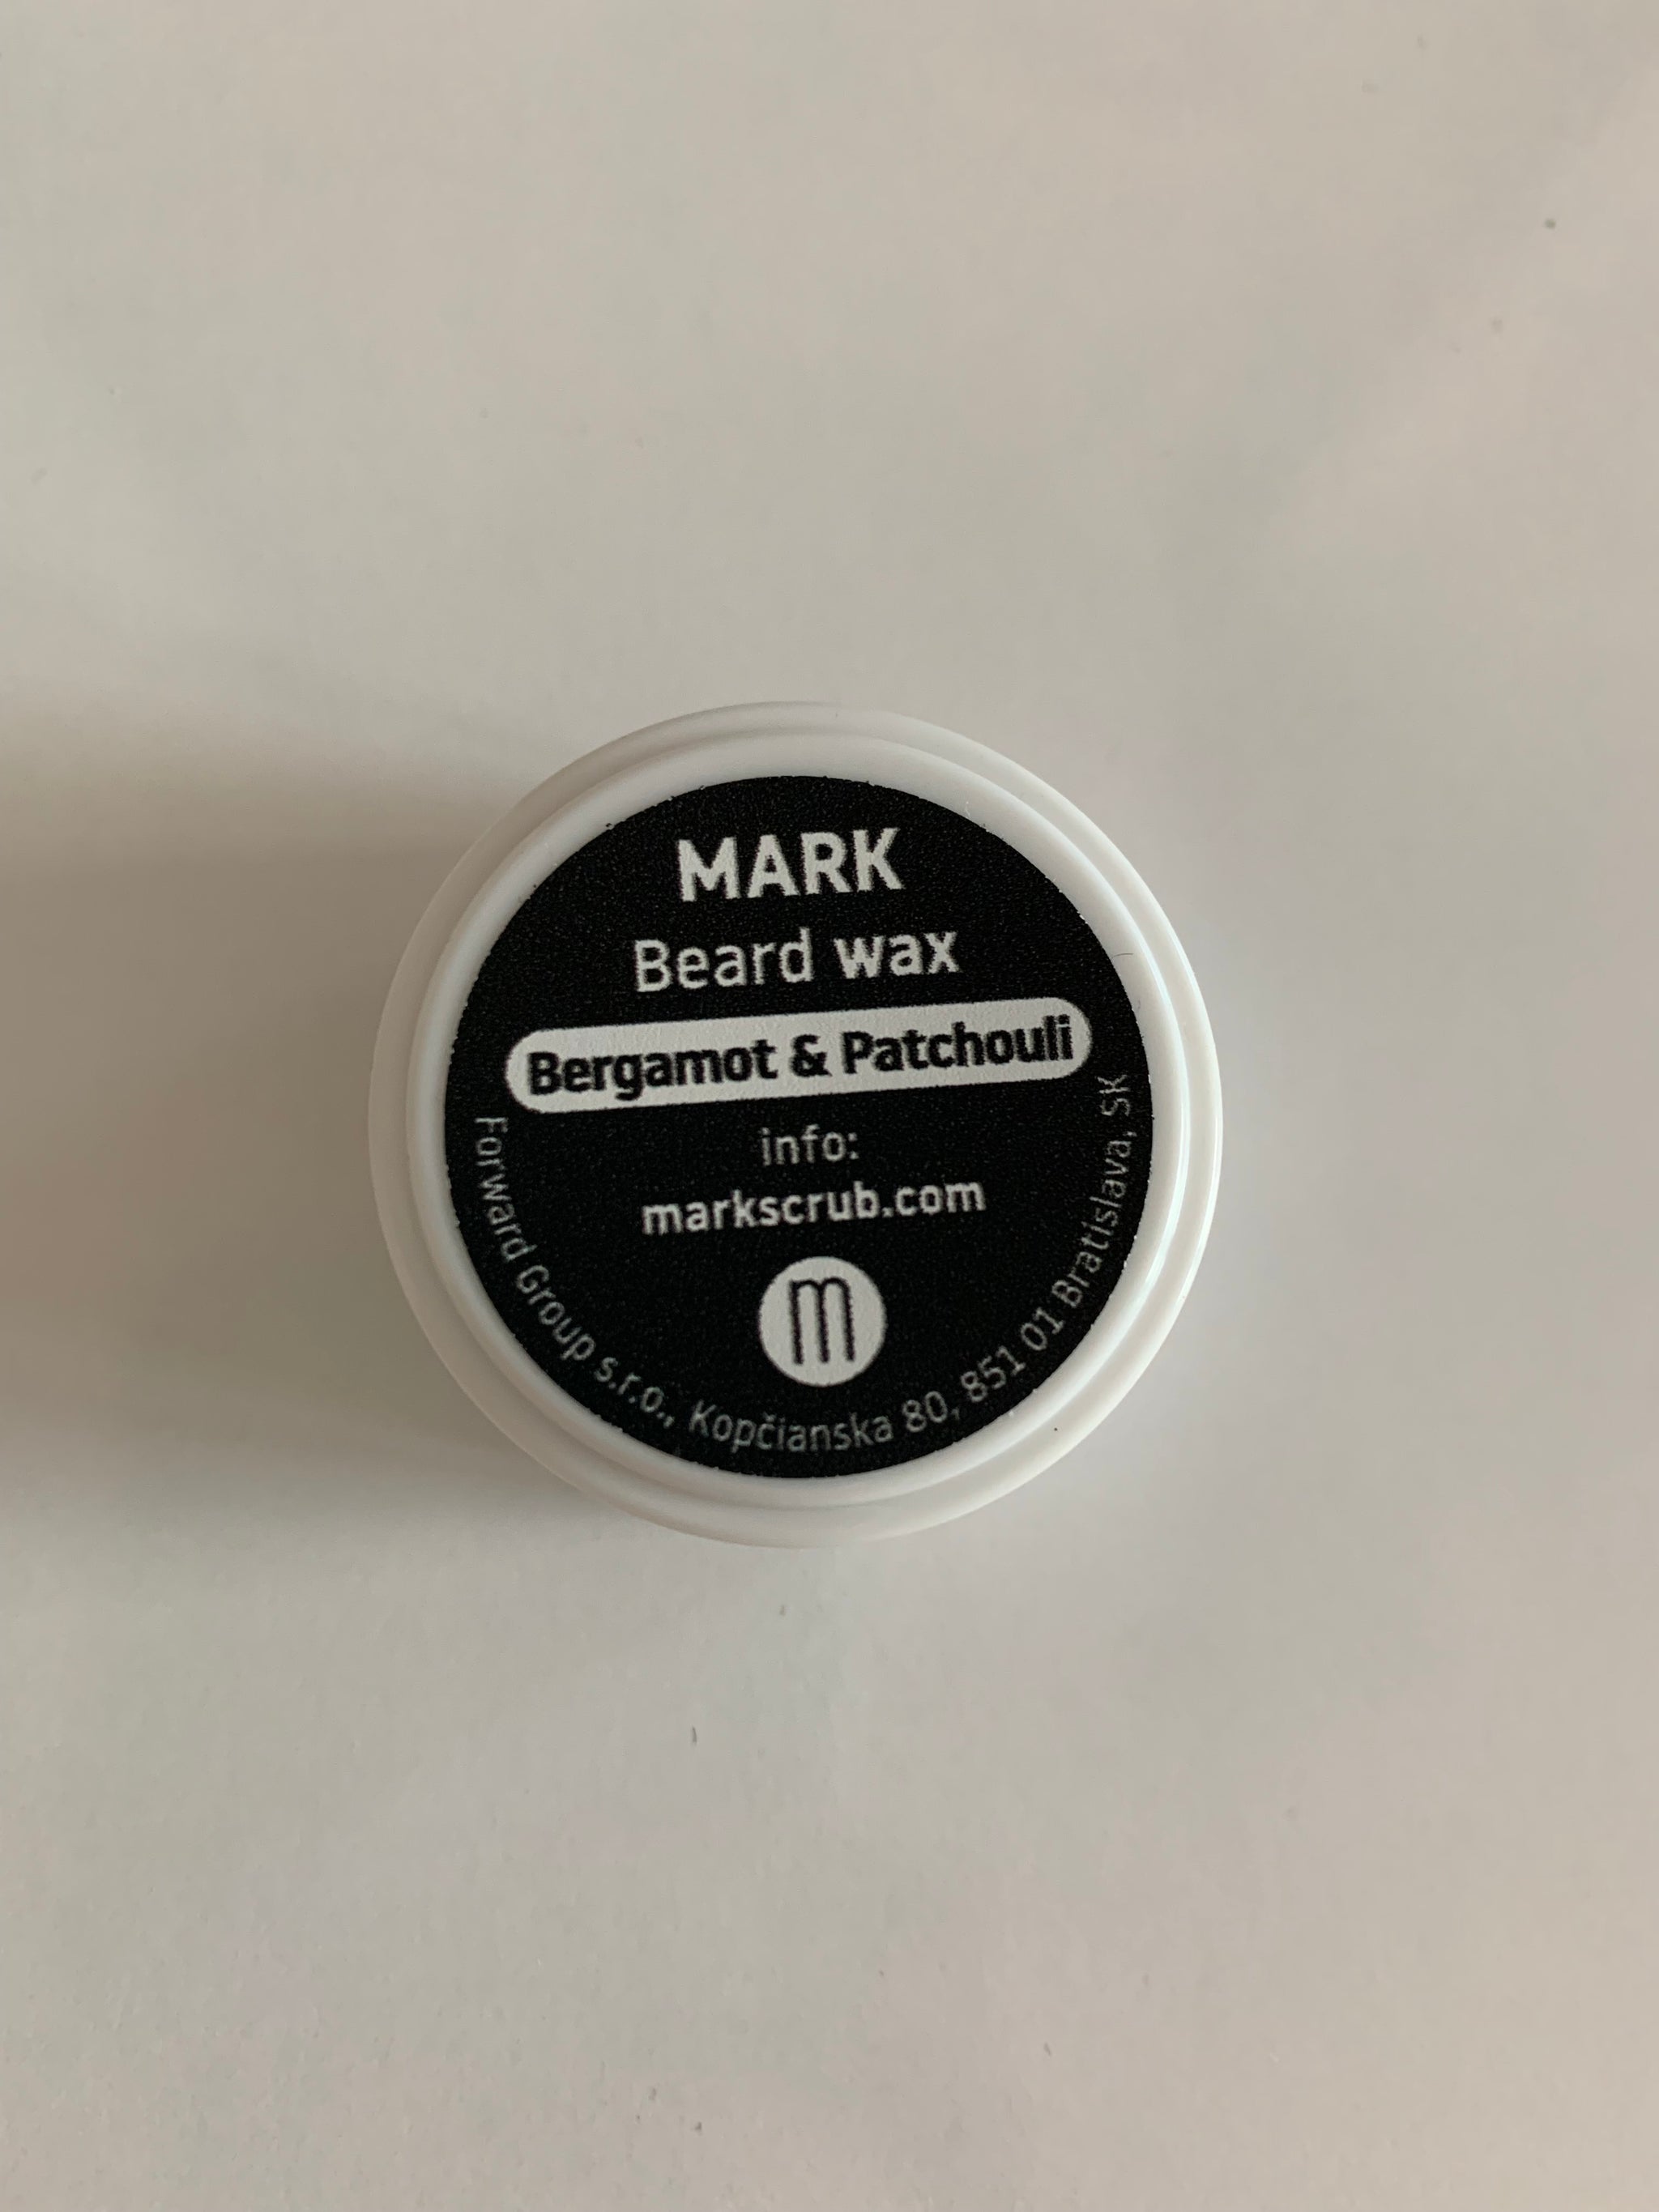 MARK
Beard wax
Bergamot & Patchouli
info:
markscrub.com
m
Forward Group s.r.o., Kopčianska 80, 851 01 Bratislava, SK